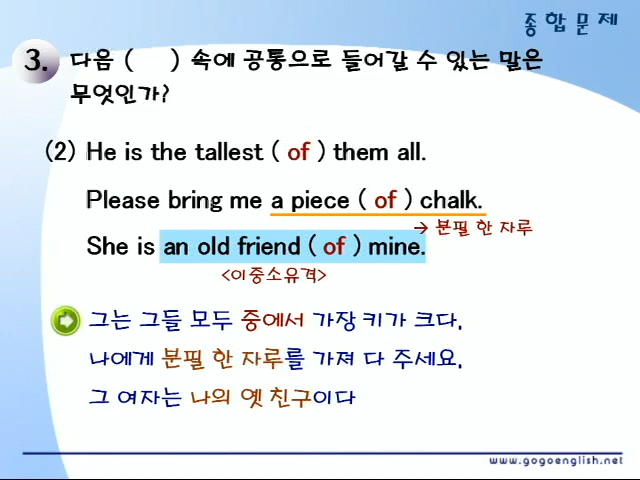 종합문제
3. 다음 ( ) 속에 공통으로 들어갈 수 있는 말은
무엇인가?
(2) He is the tallest ( of ) them all.
Please bring me a piece ( of ) chalk.
→ 분필 한 자루
She is an old friend ( of ) mine.
<이중소유격>
그는 그들 모두 중에서 가장 키가 크다.
나에게 분필 한 자루를 가져 다 주세요.
그 여자는 나의 옛 친구이다
www.gogoenglish.net